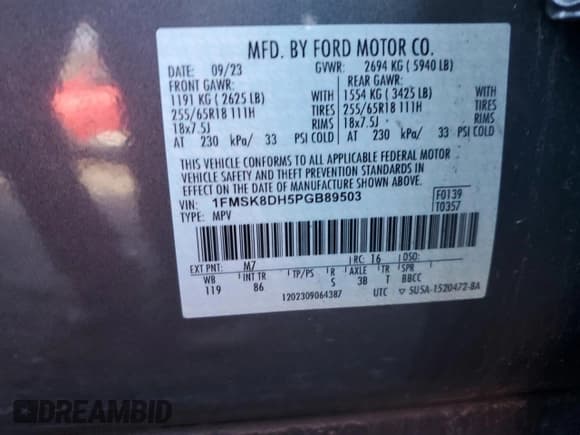 MFD. BY FORD MOTOR CO.
DATE: 09/23 GVWR: 2694 KG ( 5940 LB)
FRONT GAWR: REAR GAWR:
1191 KG ( 2625 LB) WITH 1554 KG ( 3425 LB) WITH
255/65R18 111H TIRES 255/65R18 111H TIRES
18x7.5J RIMS 18x7.5J RIMS
AT 230 kPa/ 33 PSI COLD AT 230 kPa/ 33 PSI COLD
THIS VEHICLE CONFORMS TO ALL APPLICABLE FEDERAL MOTOR
VEHICLE SAFETY AND THEFT PREVENTION STANDARDS IN
EFFECT ON THE DATE OF MANUFACTURE SHOWN ABOVE.
VIN: 1FMSK8DH5PGB89503 F0139
TYPE: MPV T0357
EXT PNT: M7 RC: 16 DSO:
WB INT TR TP/PS R AXLE TR SPR
119 86 S 3B T BBCC
1202309064387 UTC ▽ SU5A-1520472-BA
DREAMBID